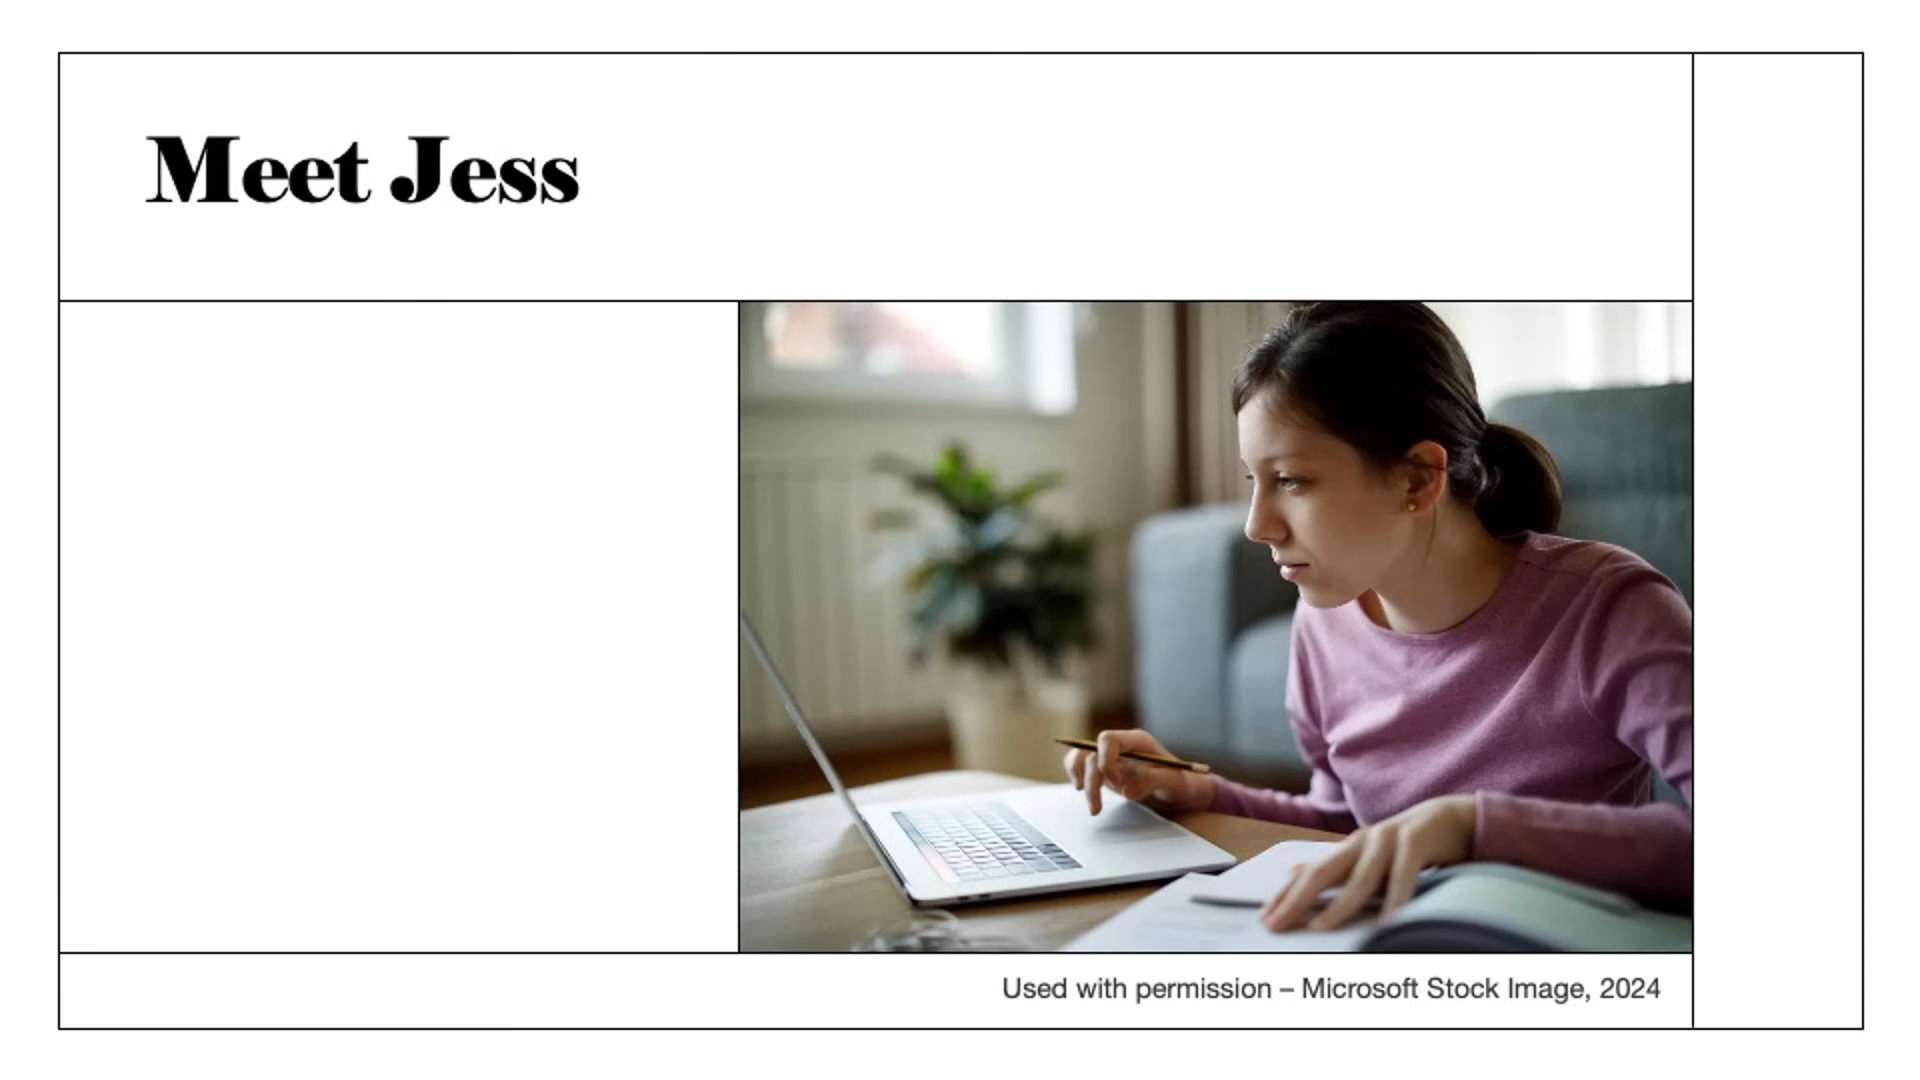 Meet Jess
Used with permission – Microsoft Stock Image, 2024